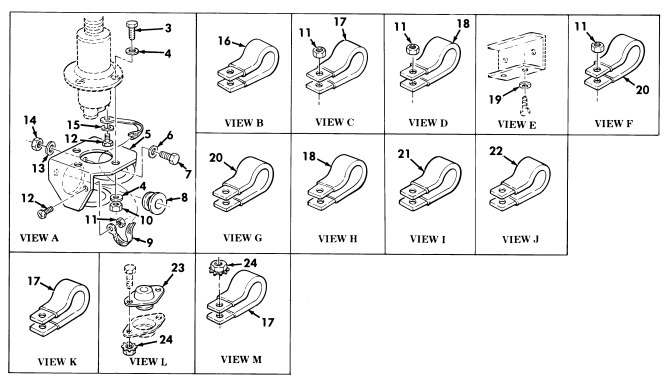 3
4
14
15
13
12
5
6
7
12
4
8
11
10
9
VIEW A
16
VIEW B
17
11
VIEW C
11
18
VIEW D
19
VIEW E
11
20
VIEW F
20
VIEW G
18
VIEW H
21
VIEW I
22
VIEW J
17
VIEW K
23
24
VIEW L
24
17
VIEW M